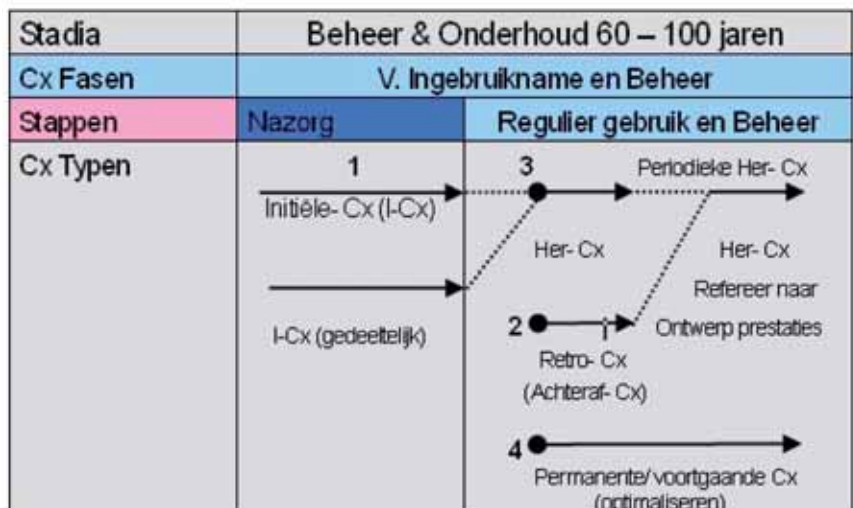 Stadia Beheer & Onderhoud 60 – 100 jaren
Cx Fasen V. Ingebruikname en Beheer
Stappen Nazorg Regulier gebruik en Beheer
Cx Typen 1 3 Periodieke Her- Cx
Initiële- Cx (I-Cx)
Her- Cx Her- Cx
Refereer naar
I-Cx (gedeeltelijk) 2 Ontwerp prestaties
Retro- Cx
(Achteraf- Cx)
4
Permanente/ voortgaande Cx
(optimaliseren)